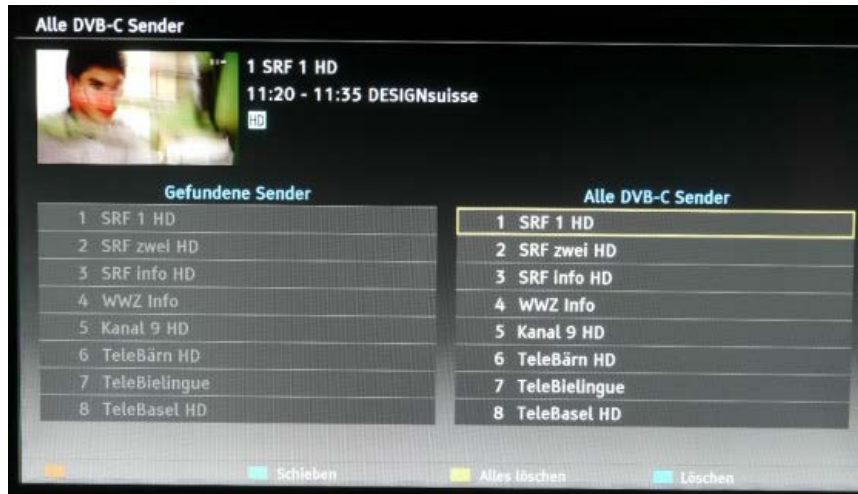 Alle DVB-C Sender
1 SRF 1 HD
11:20 - 11:35 DESIGNsuisse
HD
Gefundene Sender
1 SRF 1 HD
2 SRF zwei HD
3 SRF info HD
4 WWZ Info
5 Kanal 9 HD
6 TeleBärn HD
7 TeleBielingue
8 TeleBasel HD
Alle DVB-C Sender
1 SRF 1 HD
2 SRF zwei HD
3 SRF info HD
4 WWZ Info
5 Kanal 9 HD
6 TeleBärn HD
7 TeleBielingue
8 TeleBasel HD
Schieben
Alles löschen
Löschen